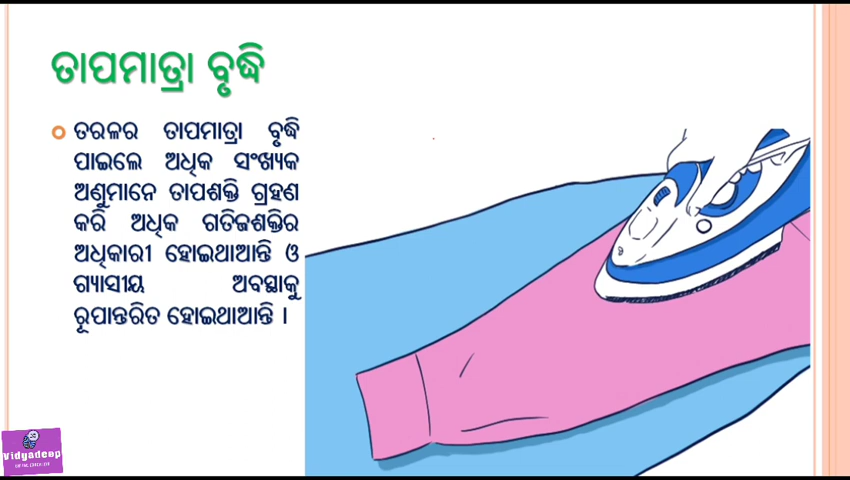 ତାପମାତ୍ରା ବୃଦ୍ଧି
ତରଳର ତାପମାତ୍ରା ବୃଦ୍ଧି
ପାଇଲେ ଅଧିକ ସଂଖ୍ୟକ
ଅଣୁମାନେ ତାପଶକ୍ତି ଗ୍ରହଣ
କରି ଅଧିକ ଗତିଜଶକ୍ତିର
ଅଧିକାରୀ ହୋଇଥାଆନ୍ତି ଓ
ଗ୍ୟାସୀୟ ଅବସ୍ଥାକୁ
ରୂପାନ୍ତରିତ ହୋଇଥାଆନ୍ତି ।
Vidyadeep